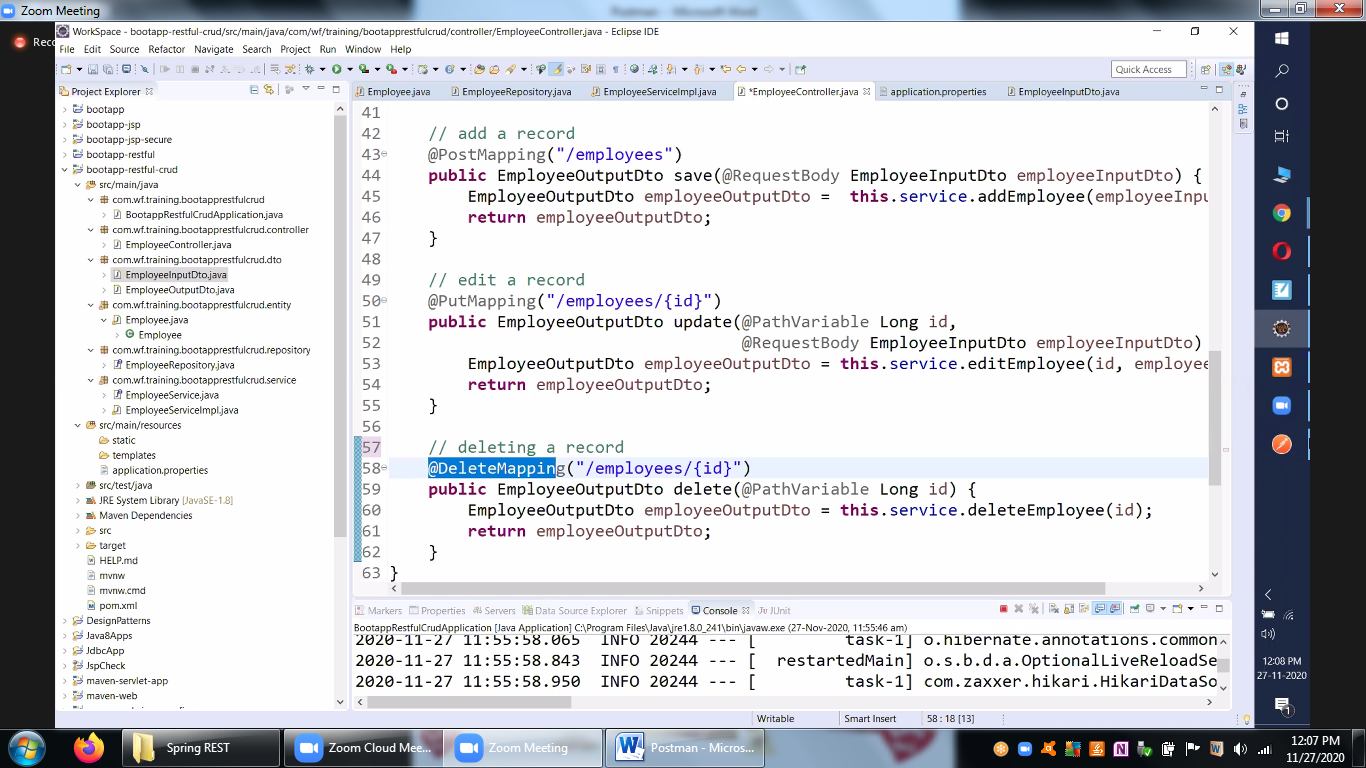 Zoom Meeting
Postman - Microsoft Word
Reco
WorkSpace - bootapp-restful-crud/src/main/java/com/wf/training/bootapprestfulcrud/controller/EmployeeController.java - Eclipse IDE
File Edit Source Refactor Navigate Search Project Run Window Help
Quick Access
Project Explorer
Employee.java EmployeeRepository.java EmployeeServiceImpl.java *EmployeeController.java application.properties EmployeeInputDto.java
bootapp
bootapp-jsp
bootapp-jsp-secure
bootapp-restful
bootapp-restful-crud
src/main/java
com.wf.training.bootapprestfulcrud
BootappRestfulCrudApplication.java
com.wf.training.bootapprestfulcrud.controller
EmployeeController.java
com.wf.training.bootapprestfulcrud.dto
EmployeeInputDto.java
EmployeeOutputDto.java
com.wf.training.bootapprestfulcrud.entity
Employee.java
Employee
com.wf.training.bootapprestfulcrud.repository
EmployeeRepository.java
com.wf.training.bootapprestfulcrud.service
EmployeeService.java
EmployeeServiceImpl.java
src/main/resources
static
templates
application.properties
src/test/java
JRE System Library [JavaSE-1.8]
Maven Dependencies
src
target
HELP.md
mvnw
mvnw.cmd
pom.xml
DesignPatterns
Java8Apps
JdbcApp
JspCheck
maven-servlet-app
maven-web
41
42 // add a record
43 @PostMapping("/employees")
44 public EmployeeOutputDto save(@RequestBody EmployeeInputDto employeeInputDto) {
45 EmployeeOutputDto employeeOutputDto = this.service.addEmployee(employeeInpu
46 return employeeOutputDto;
47 }
48
49 // edit a record
50 @PutMapping("/employees/{id}")
51 public EmployeeOutputDto update(@PathVariable Long id,
52 @RequestBody EmployeeInputDto employeeInputDto)
53 EmployeeOutputDto employeeOutputDto = this.service.editEmployee(id, employee
54 return employeeOutputDto;
55 }
56
57 // deleting a record
58 @DeleteMapping("/employees/{id}")
59 public EmployeeOutputDto delete(@PathVariable Long id) {
60 EmployeeOutputDto employeeOutputDto = this.service.deleteEmployee(id);
61 return employeeOutputDto;
62 }
63 }
Markers Properties Servers Data Source Explorer Snippets Console JUnit
BootappRestfulCrudApplication [Java Application] C:\Program Files\Java\jre1.8.0_241\bin\javaw.exe (27-Nov-2020, 11:55:46 am)
2020-11-27 11:55:58.065 INFO 20244 --- [ task-1] o.hibernate.annotations.common
2020-11-27 11:55:58.843 INFO 20244 --- [ restartedMain] o.s.b.d.a.OptionalLiveReloadSe
2020-11-27 11:55:58.950 INFO 20244 --- [ task-1] com.zaxxer.hikari.HikariDataSo
Writable Smart Insert 58 : 18 [13]
12:08 PM
27-11-2020
1
Spring REST Zoom Cloud Mee... Zoom Meeting Postman - Micros...
12:07 PM
11/27/2020